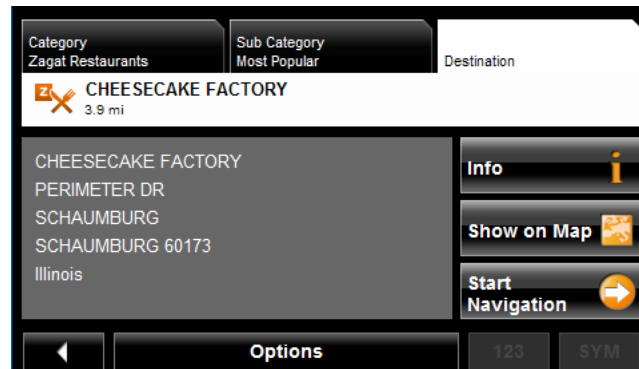 Category
Zagat Restaurants
Sub Category
Most Popular
Destination
Z
CHEESECAKE FACTORY
3.9 mi
CHEESECAKE FACTORY
PERIMETER DR
SCHAUMBURG
SCHAUMBURG 60173
Illinois
Info
i
Show on Map
Start
Navigation
Options
123
SYM